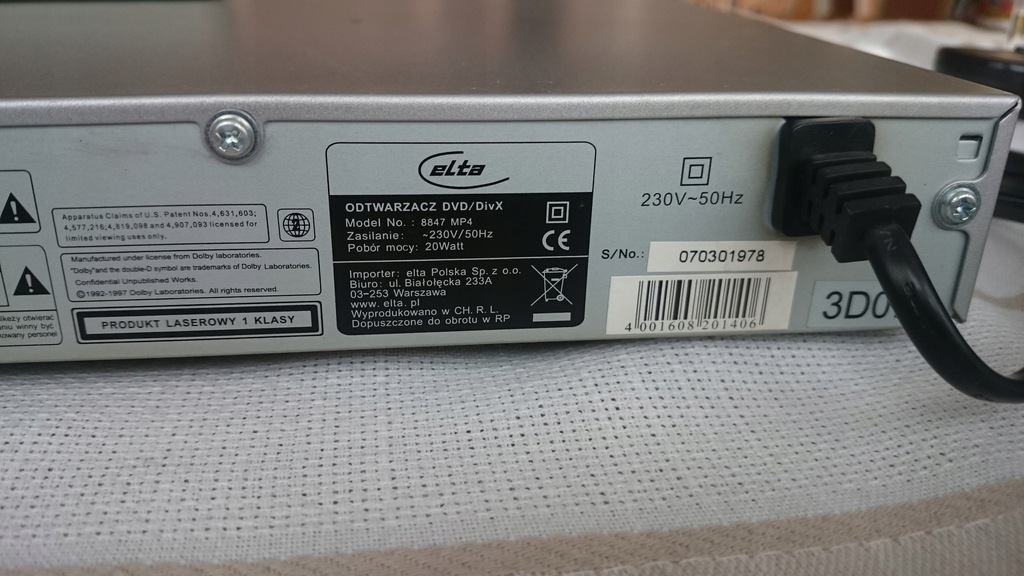 elta
ODTWARZACZ DVD/DivX
Model No. : 8847 MP4
Zasilanie: ~230V/50Hz
Pobór mocy: 20Watt
CE
Importer: elta Polska Sp. z o.o.
Biuro: ul. Białołęcka 233A
03-253 Warszawa
www.elta.pl
Wyprodukowano w CH.R.L.
Dopuszczone do obrotu w RP
Apparatus Claims of U.S. Patent Nos.4,631,603;
4,577,216;4,819,098 and 4,907,093 licensed for
limited viewing uses only.
Manufactured under license from Dolby laboratories.
"Dolby"and the double-D symbol are trademarks of Dolby Laboratories.
Confidential Unpublished Works.
©1992-1997 Dolby Laboratories. All rights reserved.
PRODUKT LASEROWY 1 KLASY
otwierać
winny być
personel
230V~50Hz
S/No.: 070301978
4 001608 201406
3D0